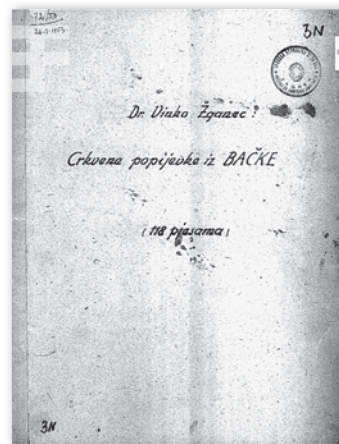 3N
Dr. Vinko Žganec:
Crkvene popijevke iz BAČKE
(118 pjesama)
3N